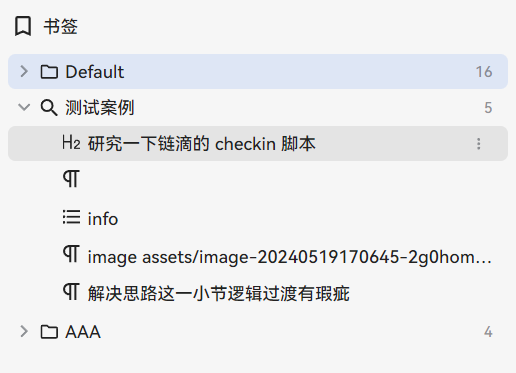 书签
Default 16
测试案例 5
H2 研究一下链滴的 checkin 脚本
info
image assets/image-20240519170645-2g0hom...
解决思路这一小节逻辑过渡有瑕疵
AAA 4